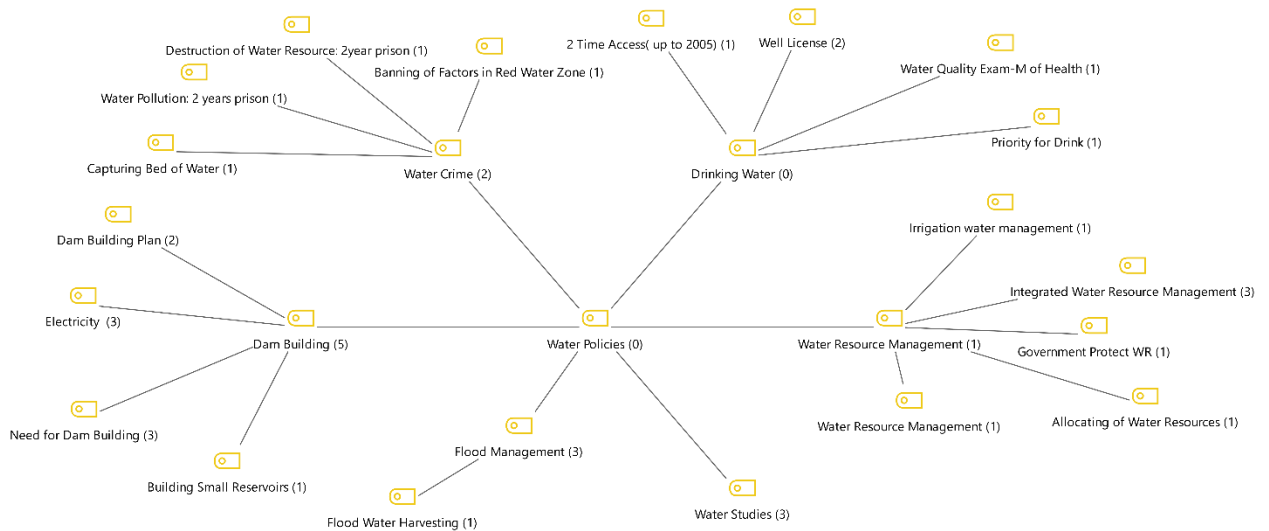 Destruction of Water Resource: 2year prison (1)
2 Time Access( up to 2005) (1)
Well License (2)
Banning of Factors in Red Water Zone (1)
Water Quality Exam-M of Health (1)
Water Pollution: 2 years prison (1)
Priority for Drink (1)
Capturing Bed of Water (1)
Water Crime (2)
Drinking Water (0)
Irrigation water management (1)
Dam Building Plan (2)
Integrated Water Resource Management (3)
Electricity (3)
Dam Building (5)
Water Policies (0)
Water Resource Management (1)
Government Protect WR (1)
Need for Dam Building (3)
Flood Management (3)
Water Resource Management (1)
Allocating of Water Resources (1)
Building Small Reservoirs (1)
Flood Water Harvesting (1)
Water Studies (3)